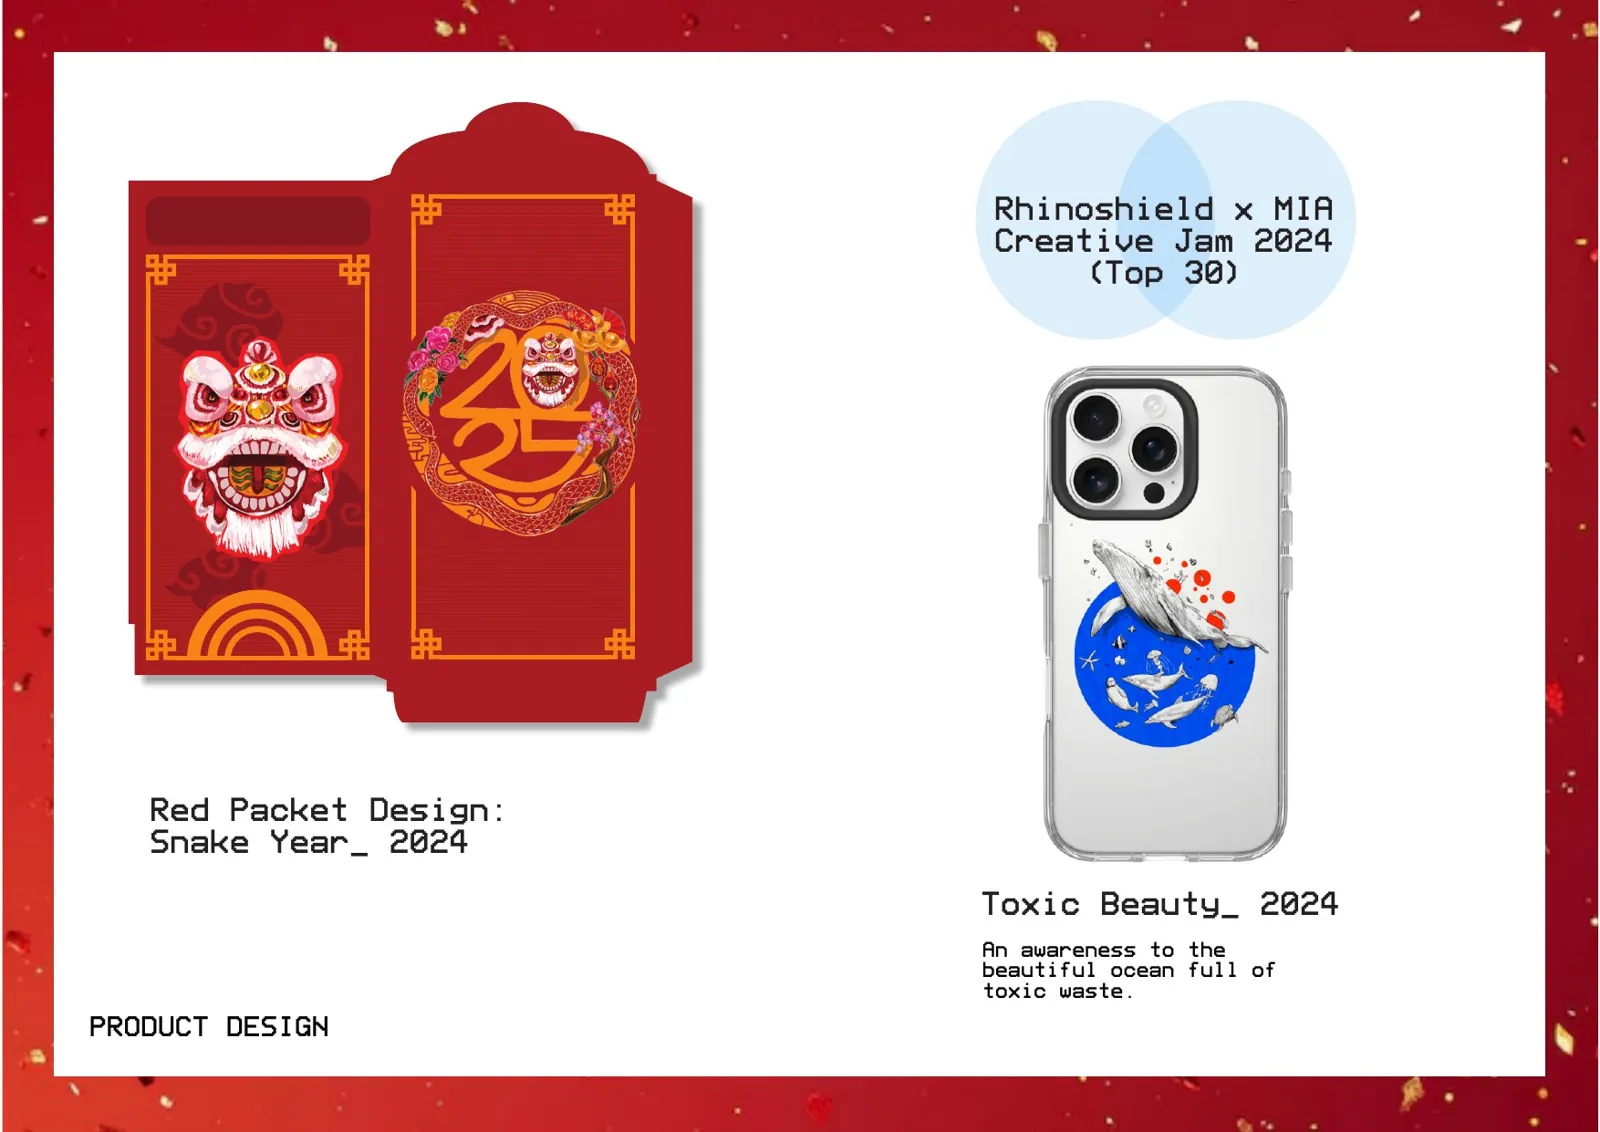 2025
Red Packet Design:
Snake Year_ 2024
Rhinoshield x MIA
Creative Jam 2024
(Top 30)
Toxic Beauty_ 2024
An awareness to the
beautiful ocean full of
toxic waste.
PRODUCT DESIGN